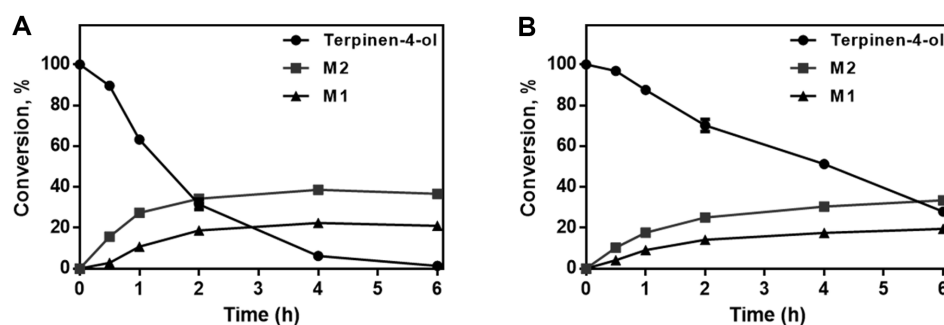 A
Terpinen-4-ol
M2
M1
Conversion, %
100
80
60
40
20
0
0 1 2 3 4 5 6
Time (h)
B
Terpinen-4-ol
M2
M1
Conversion, %
100
80
60
40
20
0
0 1 2 3 4 5 6
Time (h)